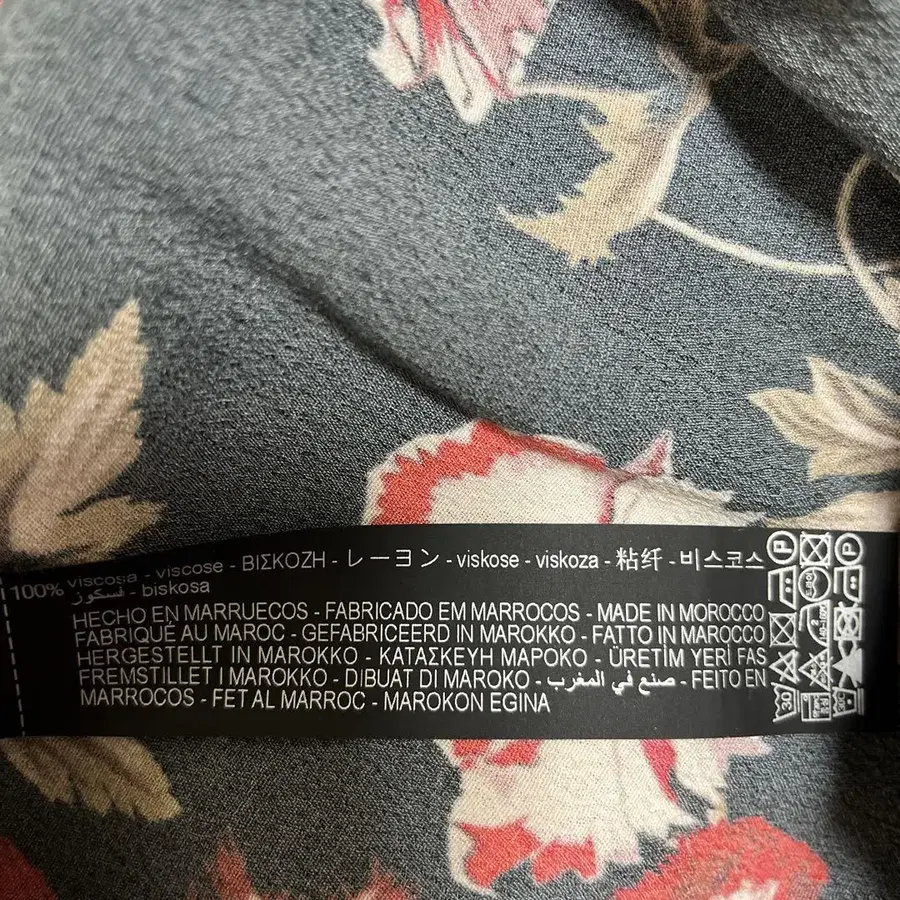 100% viscosa - viscose - ΒΙΣΚΟΖΗ - レーヨン - viskose - viskoza - 粘纤 - 비스코스
فسكوز - biskosa
HECHO EN MARRUECOS - FABRICADO EM MARROCOS - MADE IN MOROCCO
FABRIQUÉ AU MAROC - GEFABRICEERD IN MAROKKO - FATTO IN MAROCCO
HERGESTELLT IN MAROKKO - ΚΑΤΑΣΚΕΥΗ ΜΑΡΟΚΟ - ÜRETİM YERİ FAS
FREMSTILLET I MAROKKO - DIBUAT DI MAROKO - صنع في المغرب - FEITO EN
MARROCOS - FET AL MARROC - MAROKON EGINA
P P
30